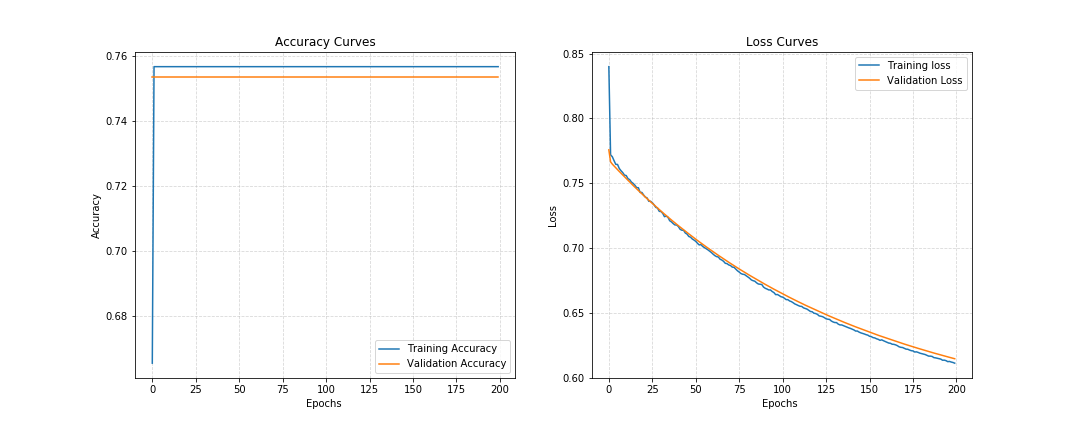 Accuracy Curves
0.76
0.74
0.72
0.70
0.68
Accuracy
0 25 50 75 100 125 150 175 200
Epochs
Training Accuracy
Validation Accuracy
Loss Curves
0.85
0.80
0.75
0.70
0.65
0.60
Loss
0 25 50 75 100 125 150 175 200
Epochs
Training loss
Validation Loss